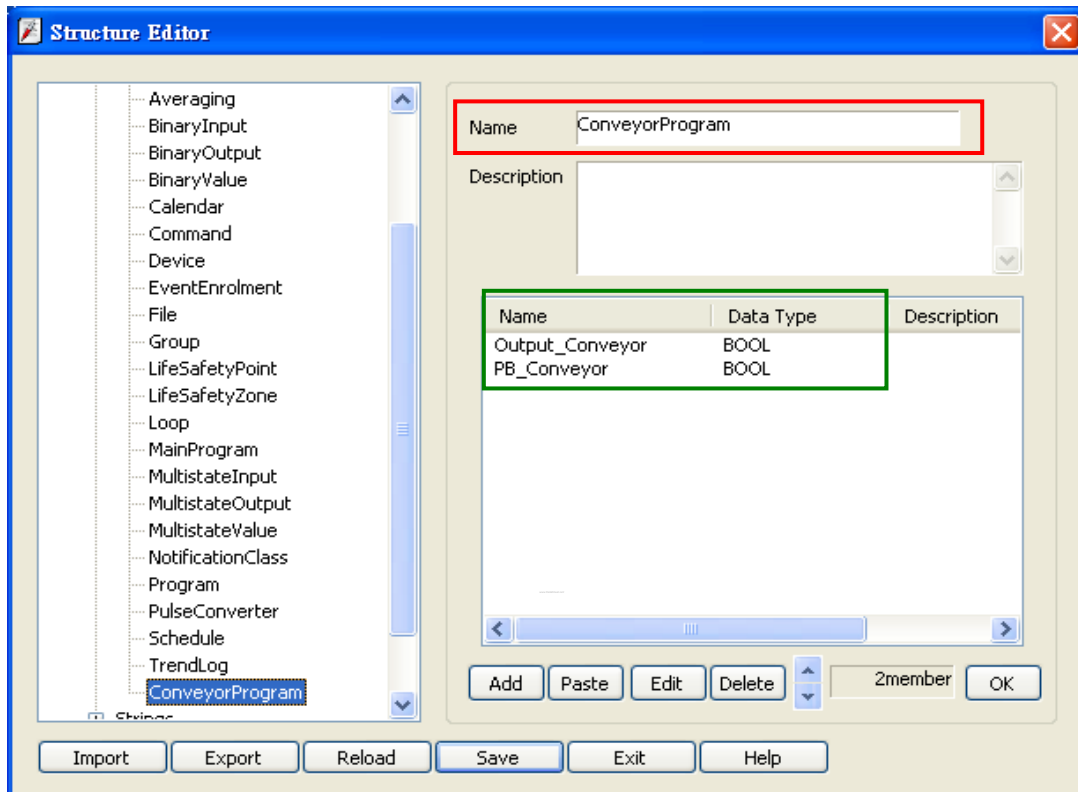 Structure Editor
Averaging
BinaryInput
BinaryOutput
BinaryValue
Calendar
Command
Device
EventEnrolment
File
Group
LifeSafetyPoint
LifeSafetyZone
Loop
MainProgram
MultistateInput
MultistateOutput
MultistateValue
NotificationClass
Program
PulseConverter
Schedule
TrendLog
ConveyorProgram
Strings
Name ConveyorProgram
Description
Name Data Type Description
Output_Conveyor BOOL
PB_Conveyor BOOL
Add Paste Edit Delete 2member OK
Import Export Reload Save Exit Help